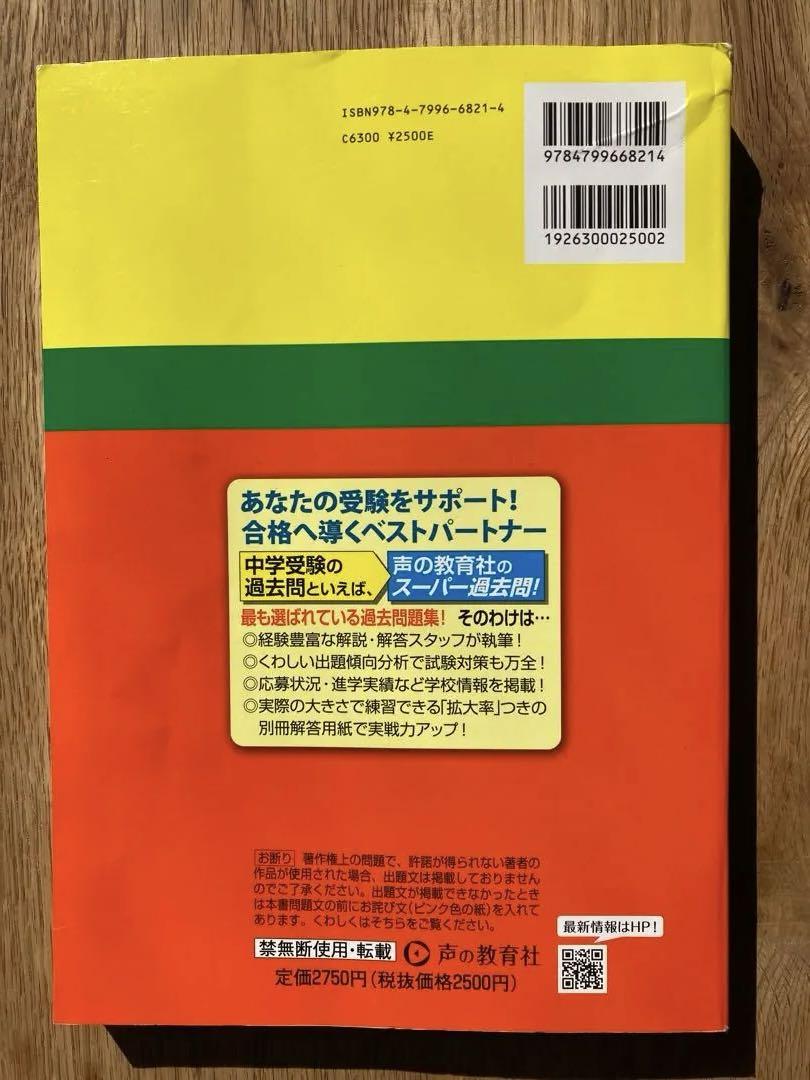 ISBN978-4-7996-6821-4
C6300 ¥2500E
9784799668214
1926300025002
あなたの受験をサポート!
合格へ導くベストパートナー
中学受験の
過去問といえば、
声の教育社の
スーパー過去問!
最も選ばれている過去問題集! そのわけは…
◎経験豊富な解説・解答スタッフが執筆!
◎くわしい出題傾向分析で試験対策も万全!
◎応募状況・進学実績など学校情報を掲載!
◎実際の大きさで練習できる「拡大率」つきの
別冊解答用紙で実戦力アップ!
お断り 著作権上の問題で、許諾が得られない著者の
作品が使用された場合、出題文は掲載しておりません
のでご了承ください。出題文が掲載できなかったときは
は本書問題文の前にお詫び文(ピンク色の紙)を入れて
あります。くわしくはそちらをご覧ください。
最新情報はHP!
禁無断使用・転載 声の教育社
定価2750円(税抜価格2500円)